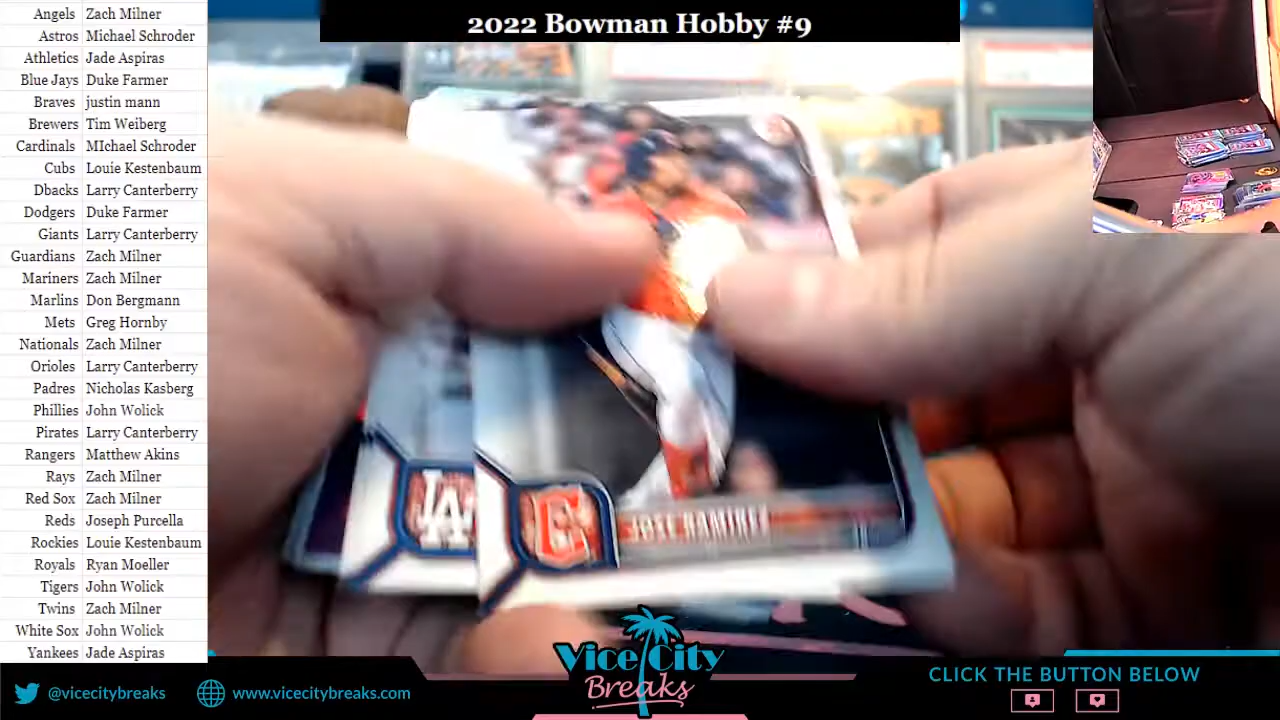 2022 Bowman Hobby #9
Angels Zach Milner
Astros Michael Schroder
Athletics Jade Aspiras
Blue Jays Duke Farmer
Braves justin mann
Brewers Tim Weiberg
Cardinals MIchael Schroder
Cubs Louie Kestenbaum
Dbacks Larry Canterberry
Dodgers Duke Farmer
Giants Larry Canterberry
Guardians Zach Milner
Mariners Zach Milner
Marlins Don Bergmann
Mets Greg Hornby
Nationals Zach Milner
Orioles Larry Canterberry
Padres Nicholas Kasberg
Phillies John Wolick
Pirates Larry Canterberry
Rangers Matthew Akins
Rays Zach Milner
Red Sox Zach Milner
Reds Joseph Purcella
Rockies Louie Kestenbaum
Royals Ryan Moeller
Tigers John Wolick
Twins Zach Milner
White Sox John Wolick
Yankees Jade Aspiras
LA
C
JOSE RAMIREZ
@vicecitybreaks
www.vicecitybreaks.com
Vice City
Breaks
CLICK THE BUTTON BELOW